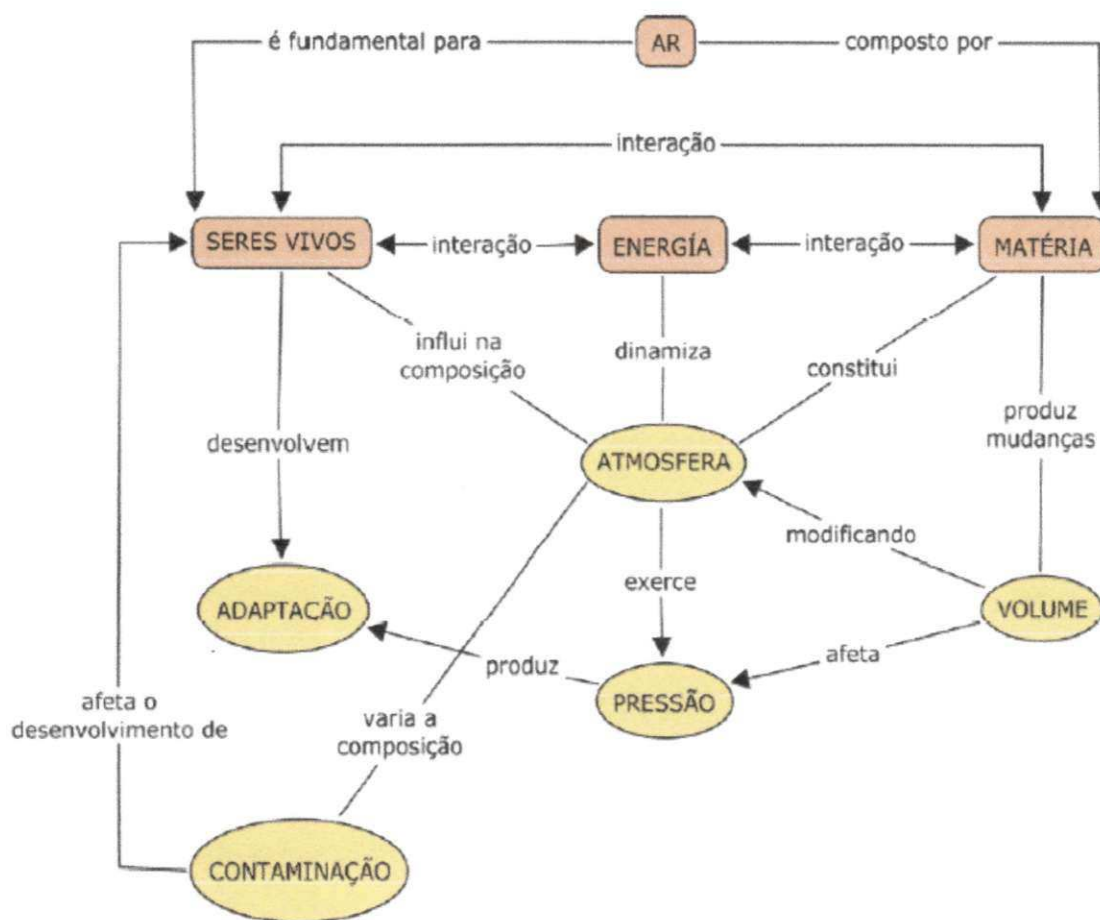 é fundamental para
AR
composto por
interação
SERES VIVOS
interação
ENERGÍA
interação
MATÉRIA
influi na
composição
dinamiza
constitui
produz
mudanças
desenvolvem
ATMOSFERA
modificando
exerce
ADAPTAÇÃO
VOLUME
produz
afeta
PRESSÃO
afeta o
desenvolvimento de
varia a
composição
CONTAMINAÇÃO